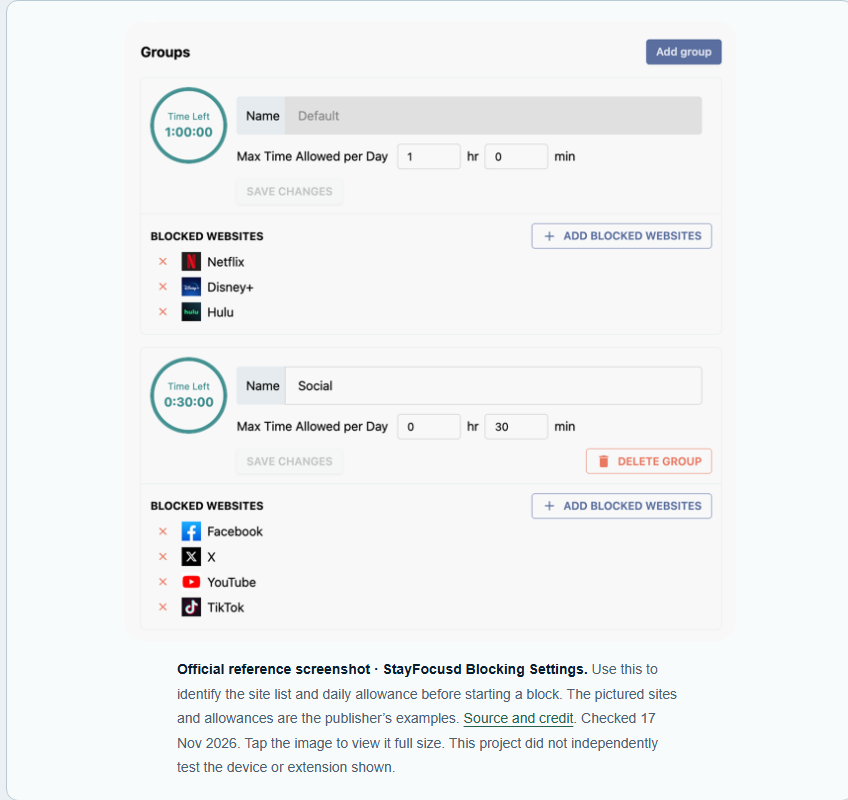 Groups
Add group
Time Left
1:00:00
Name Default
Max Time Allowed per Day 1 hr 0 min
SAVE CHANGES
BLOCKED WEBSITES
+ ADD BLOCKED WEBSITES
× N Netflix
× Disney+ Disney+
× hulu Hulu
Time Left
0:30:00
Name Social
Max Time Allowed per Day 0 hr 30 min
SAVE CHANGES
DELETE GROUP
BLOCKED WEBSITES
+ ADD BLOCKED WEBSITES
× f Facebook
× X X
× YouTube
× TikTok
Official reference screenshot · StayFocusd Blocking Settings. Use this to
identify the site list and daily allowance before starting a block. The pictured sites
and allowances are the publisher’s examples. Source and credit. Checked 17
Nov 2026. Tap the image to view it full size. This project did not independently
test the device or extension shown.